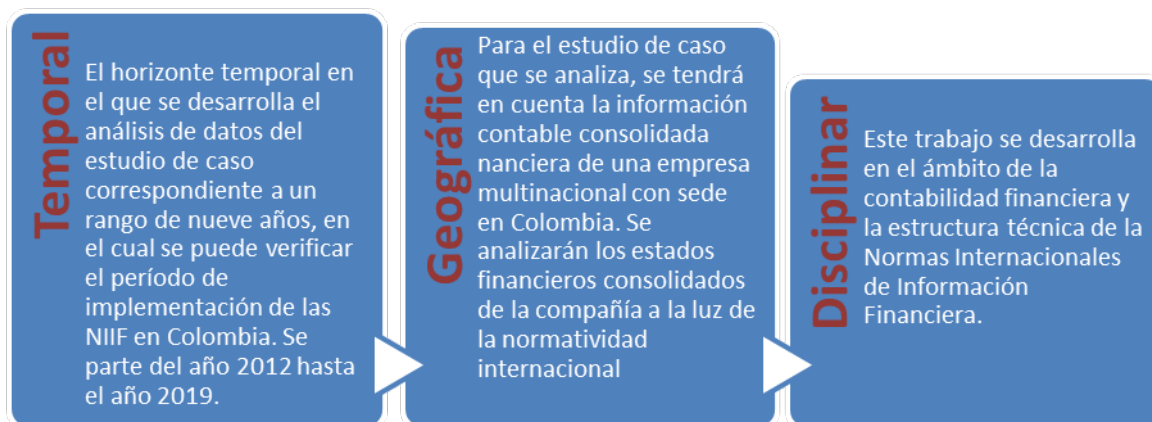 Temporal
El horizonte temporal en
el que se desarrolla el
análisis de datos del
estudio de caso
correspondiente a un
rango de nueve años, en
el cual se puede verificar
el período de
implementación de las
NIIF en Colombia. Se
parte del año 2012 hasta
el año 2019.
Geográfica
Para el estudio de caso
que se analiza, se tendrá
en cuenta la información
contable consolidada
nanciera de una empresa
multinacional con sede
en Colombia. Se
analizarán los estados
financieros consolidados
de la compañía a la luz de
la normatividad
internacional
Disciplinar
Este trabajo se desarrolla
en el ámbito de la
contabilidad financiera y
la estructura técnica de la
Normas Internacionales
de Información
Financiera.